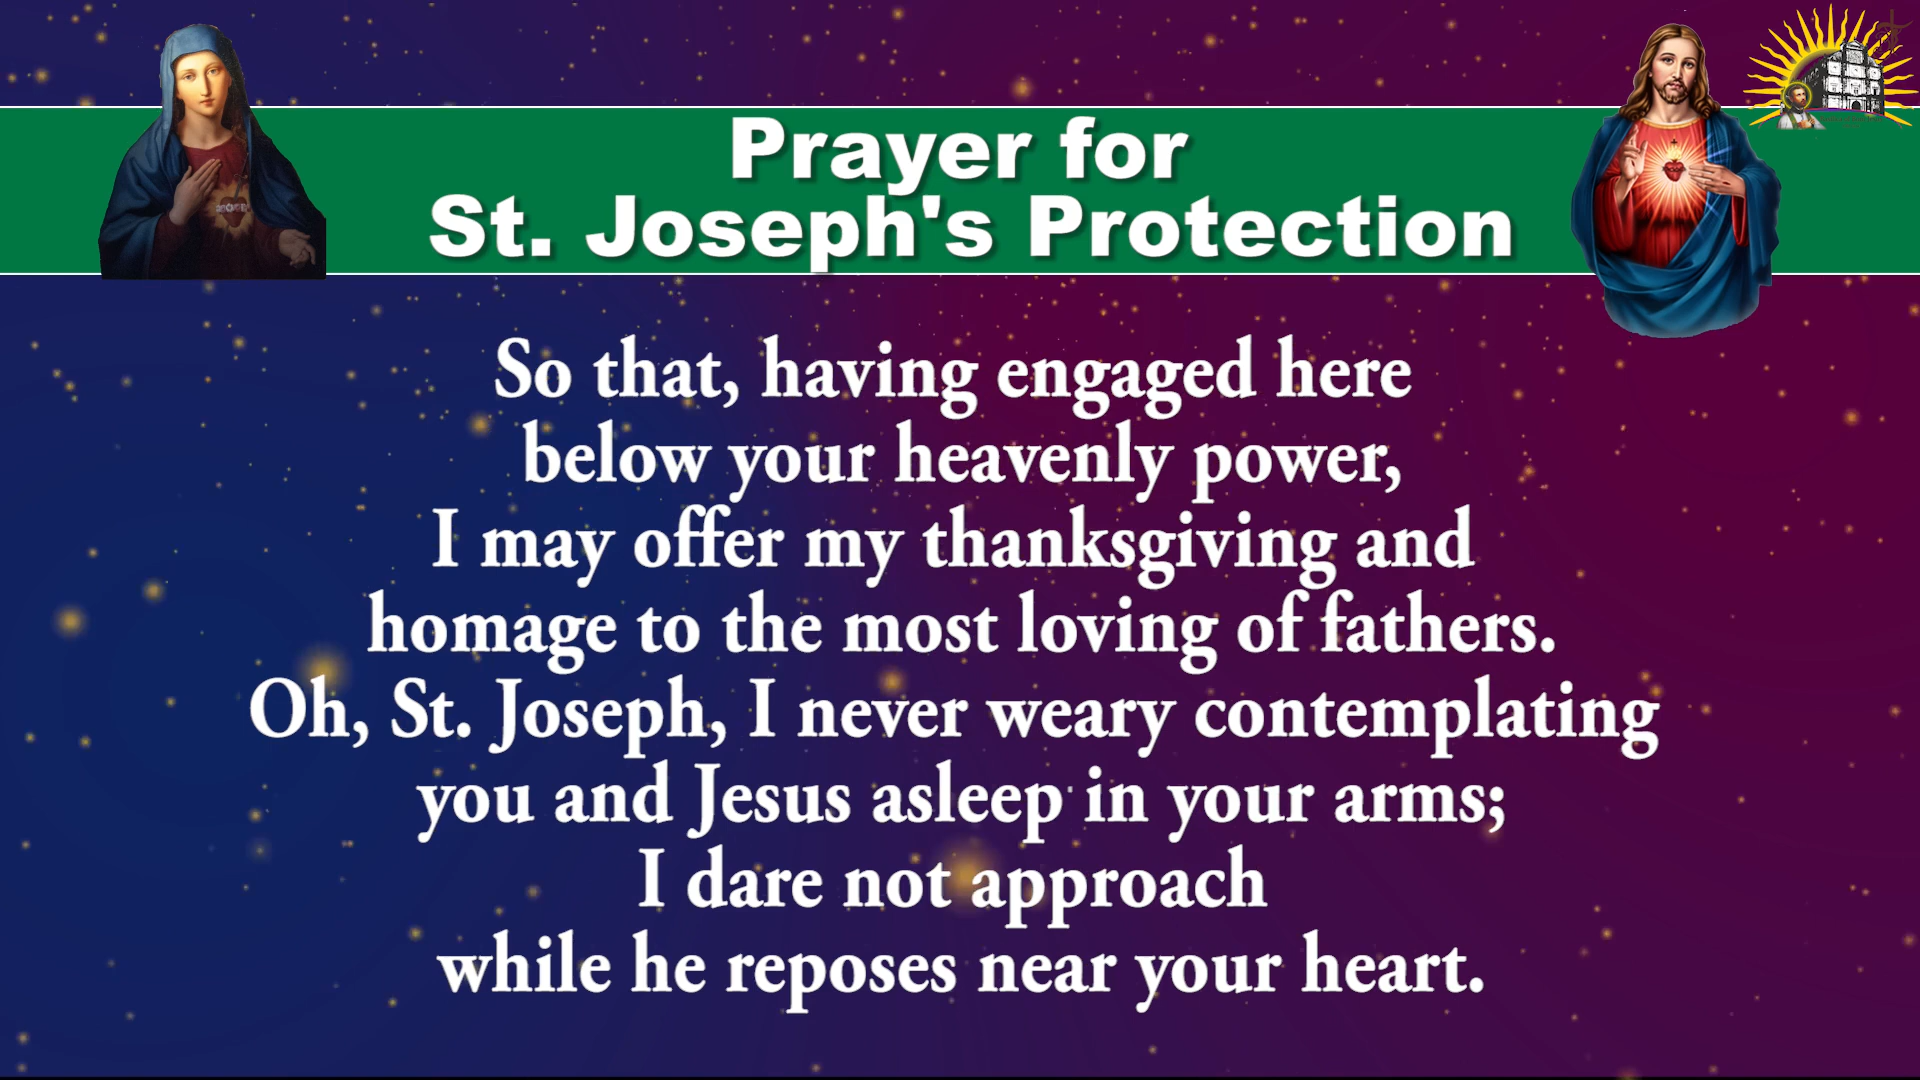 Prayer for
St. Joseph's Protection
So that, having engaged here
below your heavenly power,
I may offer my thanksgiving and
homage to the most loving of fathers.
Oh, St. Joseph, I never weary contemplating
you and Jesus asleep in your arms;
I dare not approach
while he reposes near your heart.